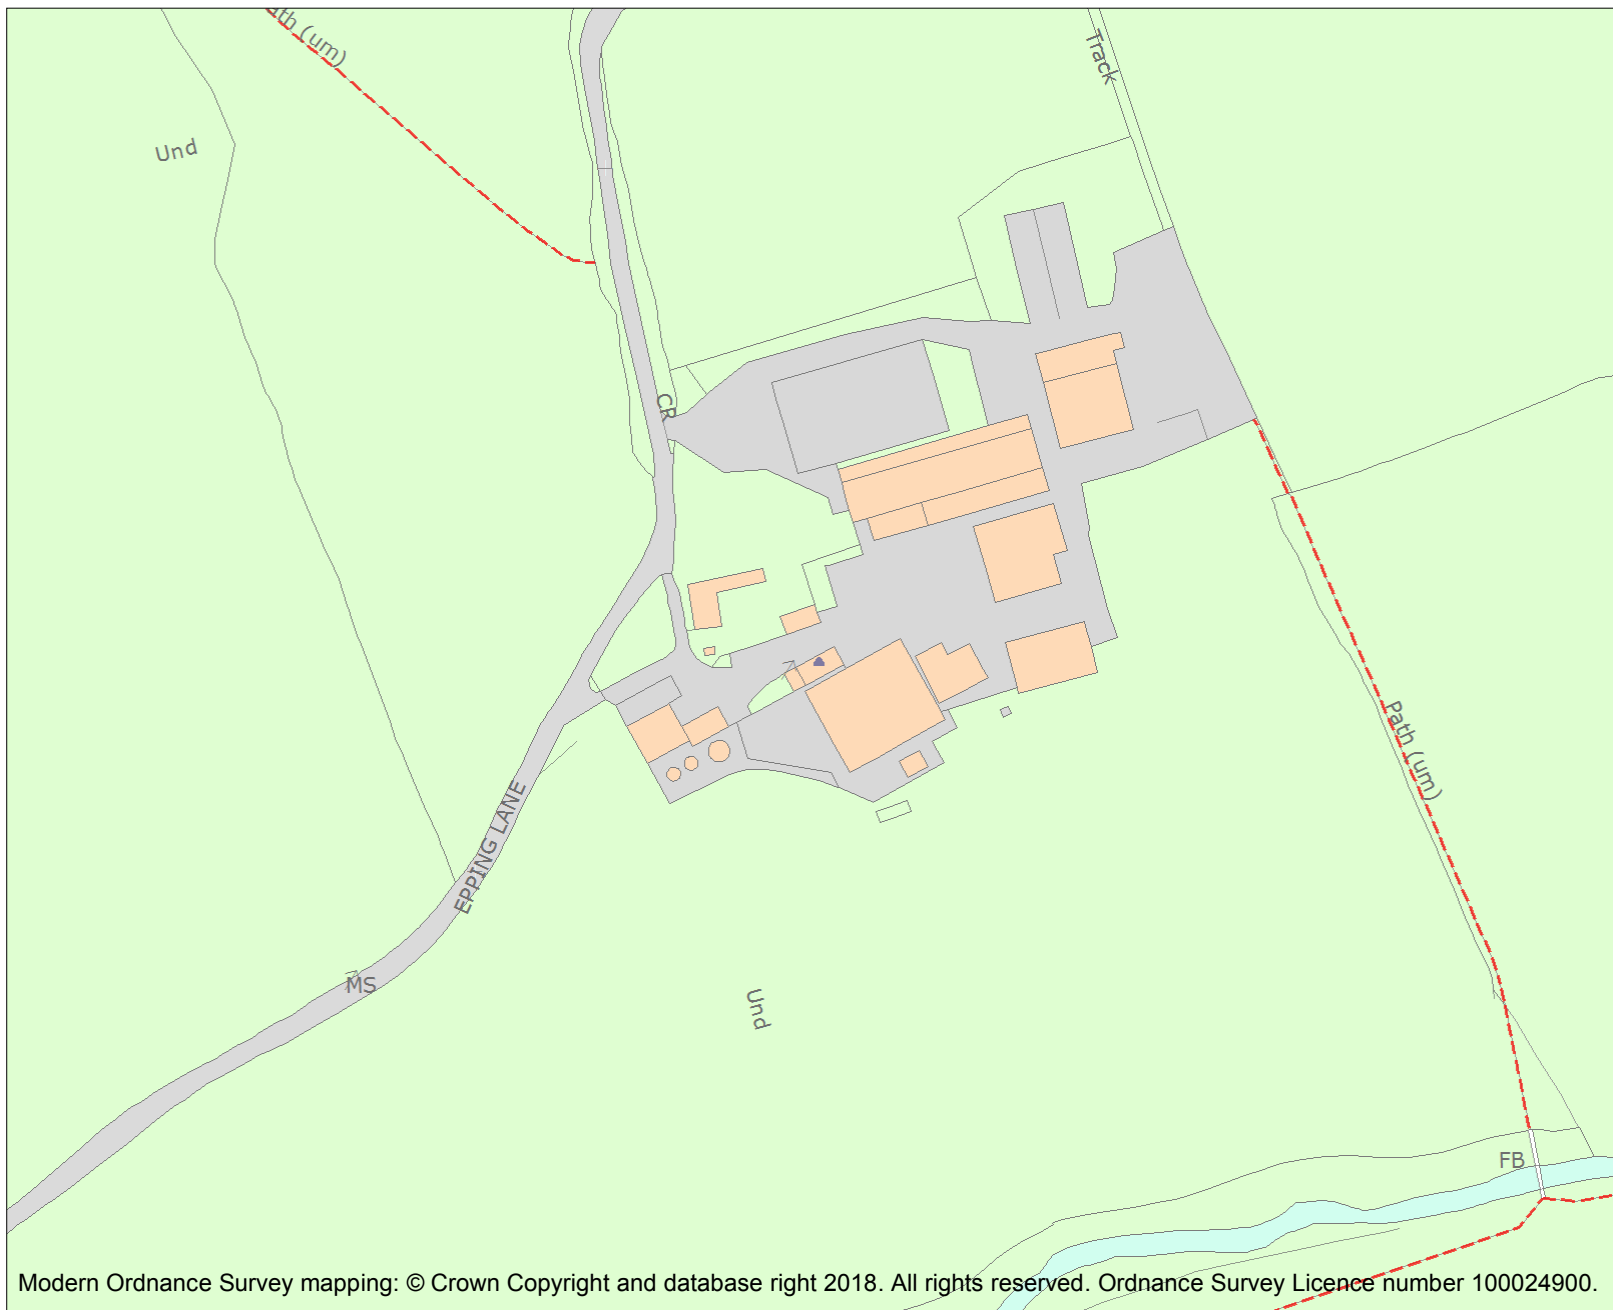 (um)
Track
Und
CR
Path (um)
EPPING LANE
MS
Und
FB
Modern Ordnance Survey mapping: © Crown Copyright and database right 2018. All rights reserved. Ordnance Survey Licence number 100024900.